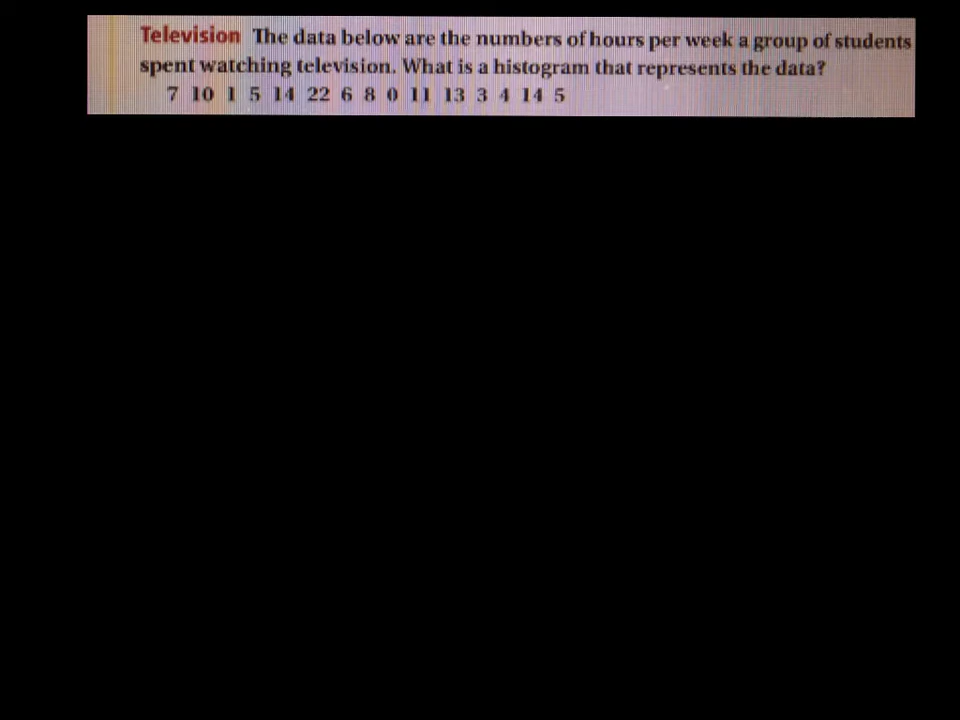 Television The data below are the numbers of hours per week a group of students
spent watching television. What is a histogram that represents the data?
7 10 1 5 14 22 6 8 0 11 13 3 4 14 5